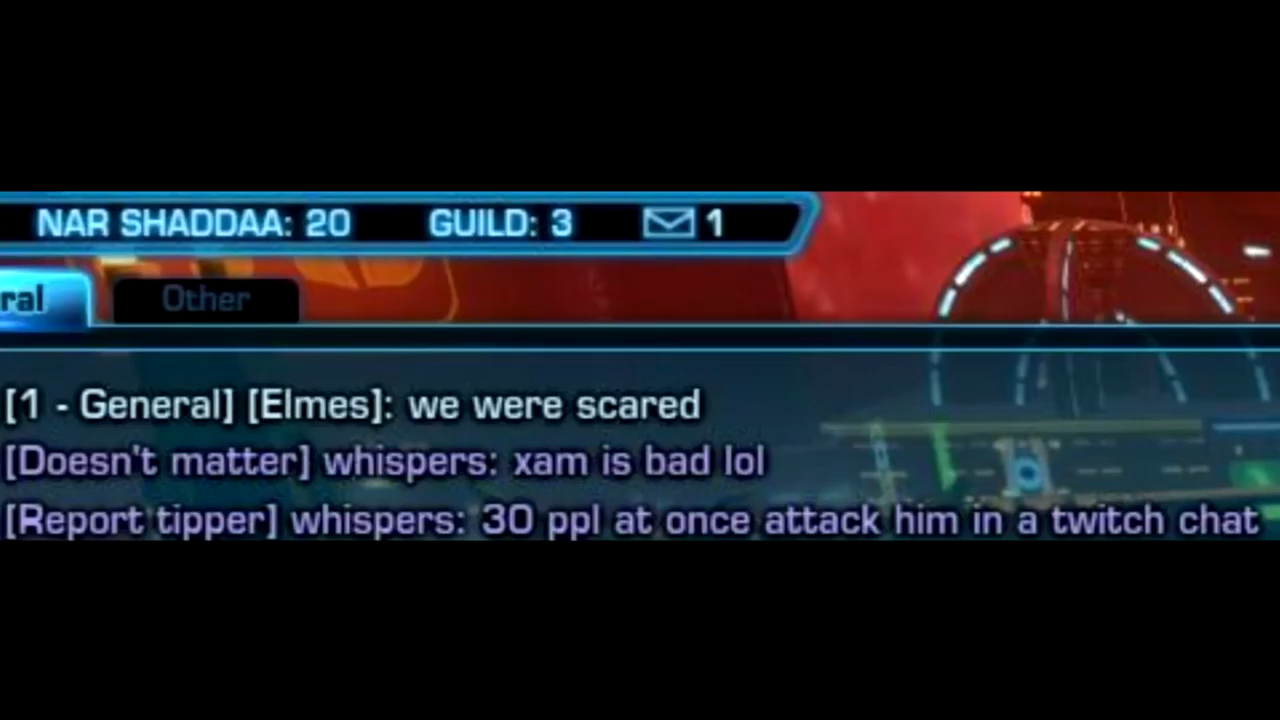 NAR SHADDAA: 20 GUILD: 3 1
ral Other
[1 - General] [Elmes]: we were scared
[Doesn't matter] whispers: xam is bad lol
[Report tipper] whispers: 30 ppl at once attack him in a twitch chat